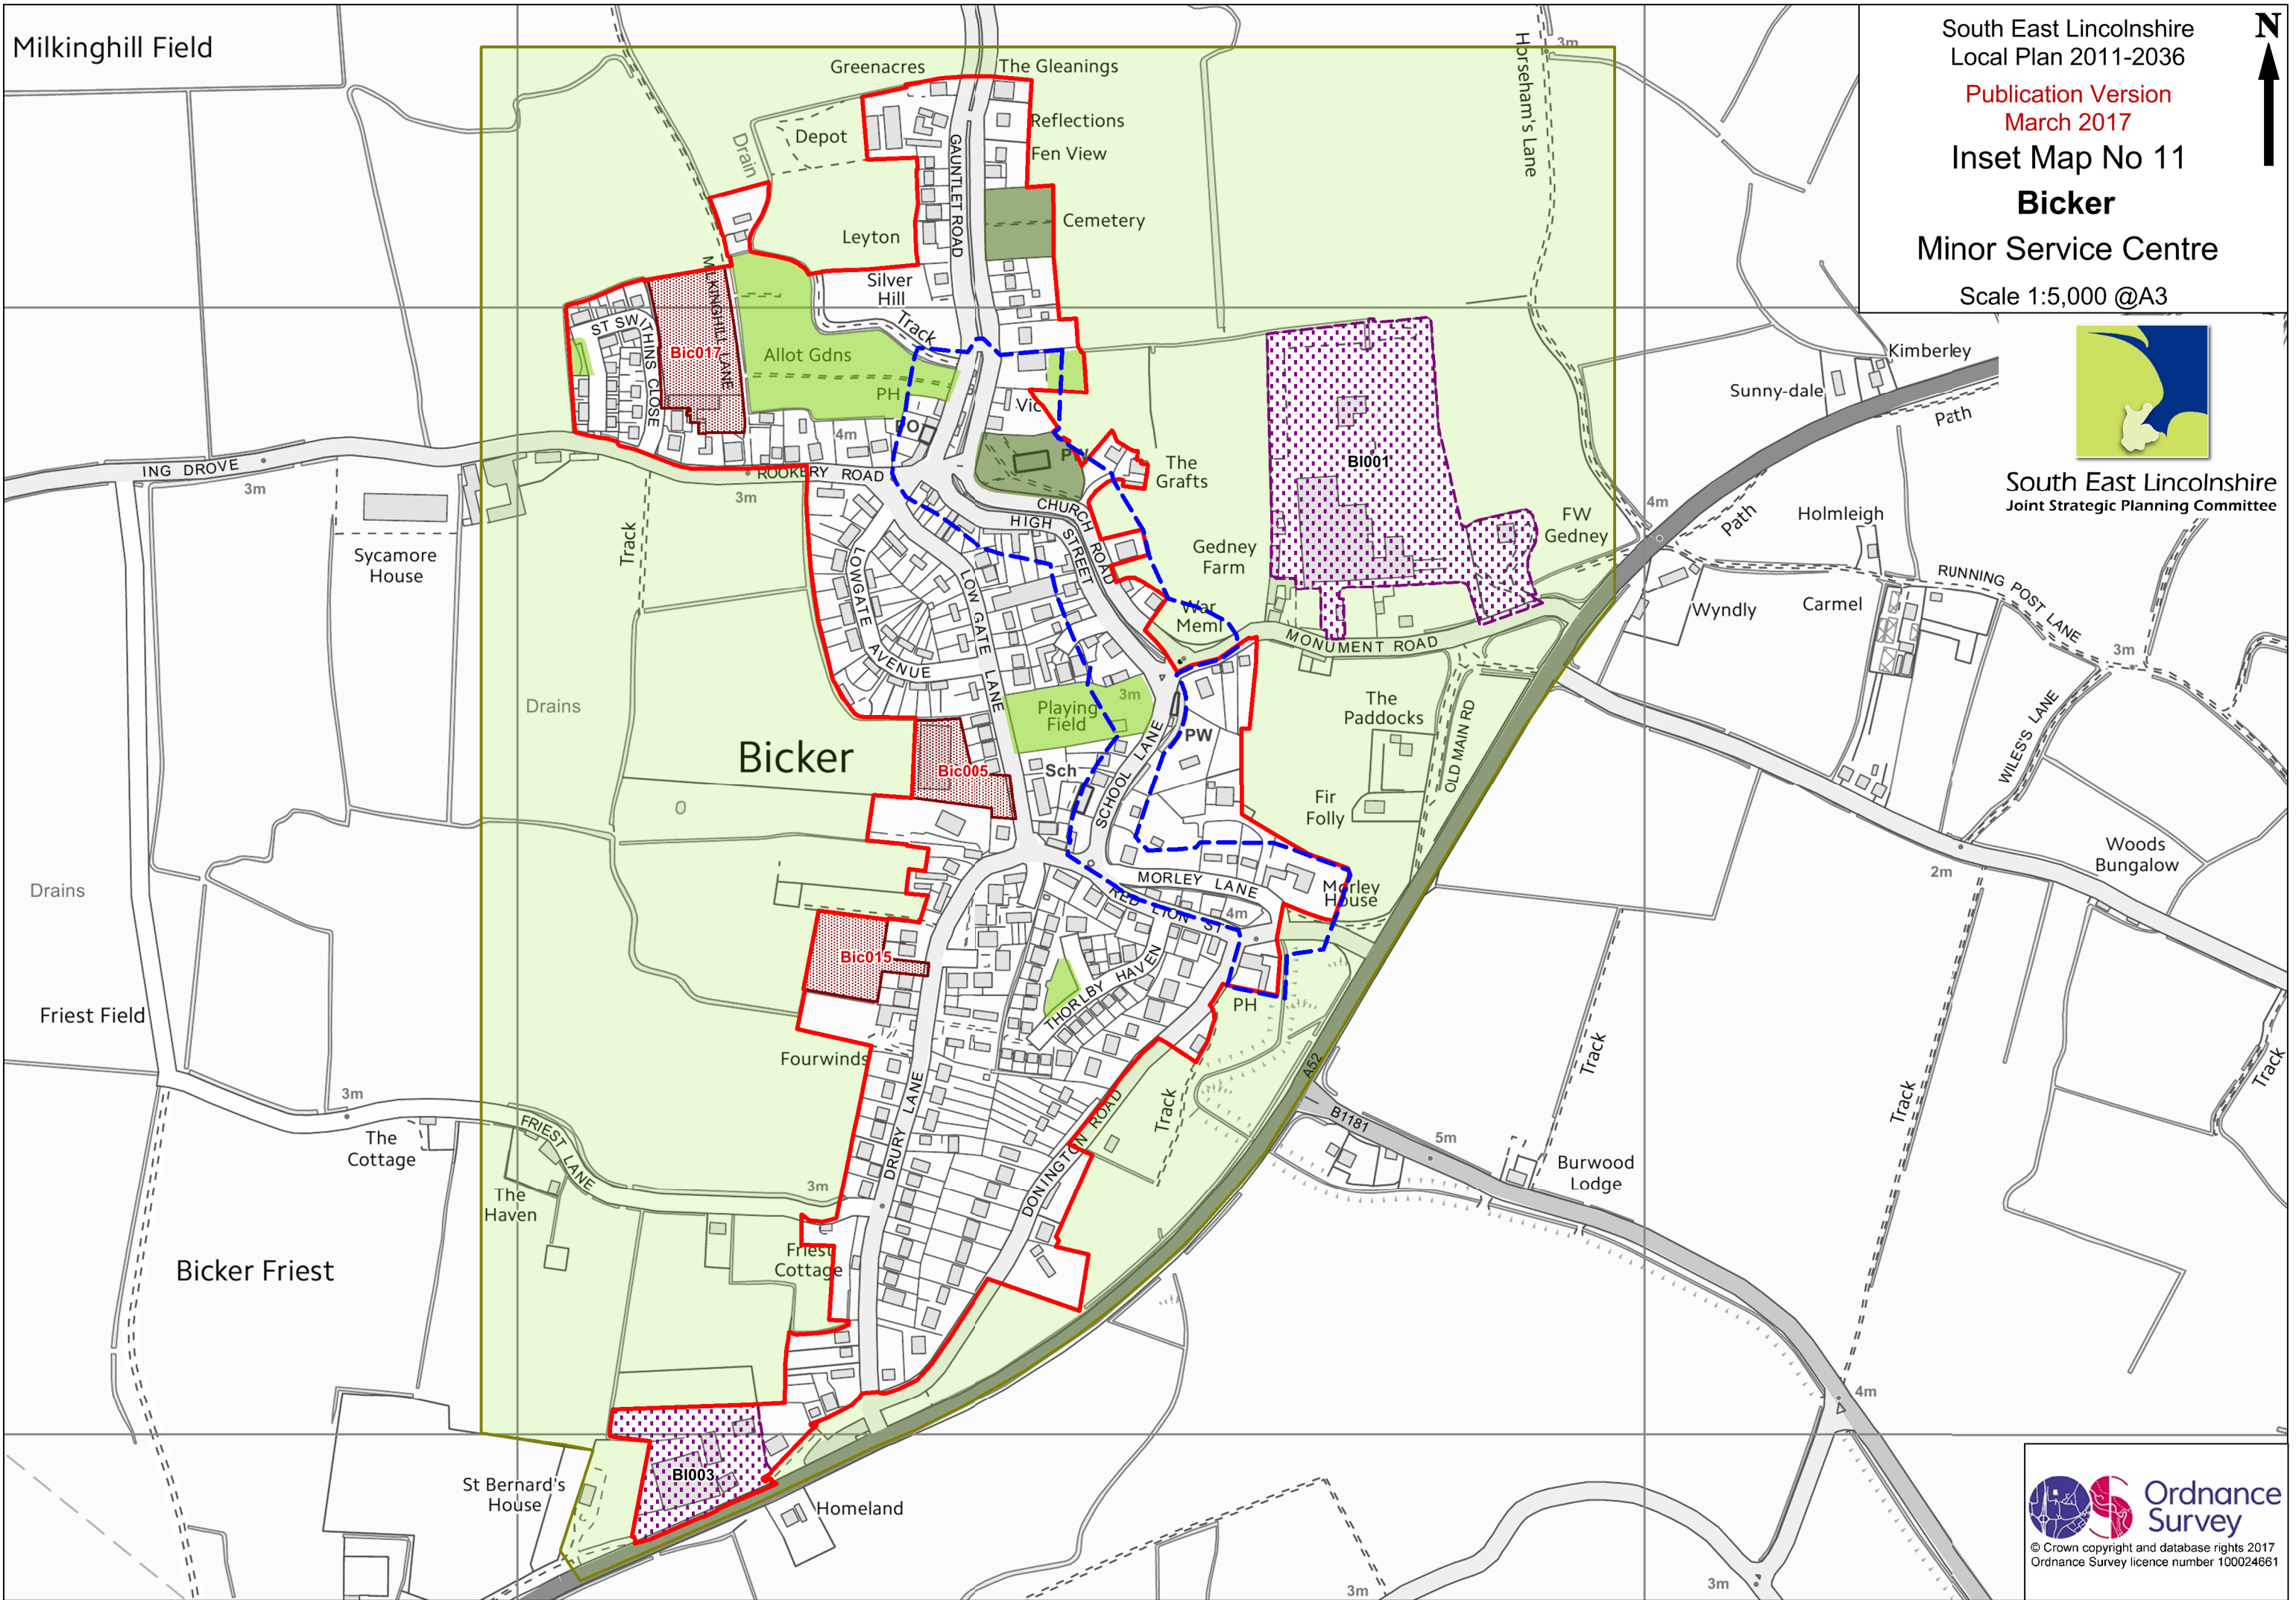 Milkinghill Field
South East Lincolnshire
Local Plan 2011-2036
Publication Version
March 2017
Inset Map No 11
Bicker
Minor Service Centre
Scale 1:5,000 @A3
N
South East Lincolnshire
Joint Strategic Planning Committee
Greenacres
The Gleanings
Horseham's Lane
3m
Reflections
Depot
Fen View
Drain
GAUNTLET ROAD
Cemetery
Leyton
MILKINGHILL LANE
Silver
Hill
Track
ST SWITHINS CLOSE
Bic017
Allot Gdns
PH
Vic
PO
4m
PW
ING DROVE
3m
ROOKERY ROAD
3m
The
Grafts
CHURCH ROAD
HIGH STREET
BI001
Kimberley
Sunny-dale
Path
4m
Path
Holmleigh
FW
Gedney
Gedney
Farm
Sycamore
House
Track
LOWGATE AVENUE
LOW GATE LANE
War
Meml
MONUMENT ROAD
Wyndly
Carmel
RUNNING POST LANE
3m
WILES'S LANE
Drains
Playing
Field
3m
The
Paddocks
OLD MAIN RD
PW
Bicker
Bic005
Sch
SCHOOL LANE
Fir
Folly
Woods
Bungalow
2m
Drains
MORLEY LANE
Morley
House
RED LION ST
4m
Bic015
THORLBY HAVEN
PH
Friest Field
Fourwinds
A52
B1181
Track
Track
Track
Track
3m
The
Cottage
FRIEST LANE
DRURY LANE
DONINGTON ROAD
5m
Burwood
Lodge
3m
The
Haven
Friest
Cottage
Bicker Friest
4m
St Bernard's
House
BI003
Homeland
3m
3m
Ordnance
Survey
© Crown copyright and database rights 2017
Ordnance Survey licence number 100024661